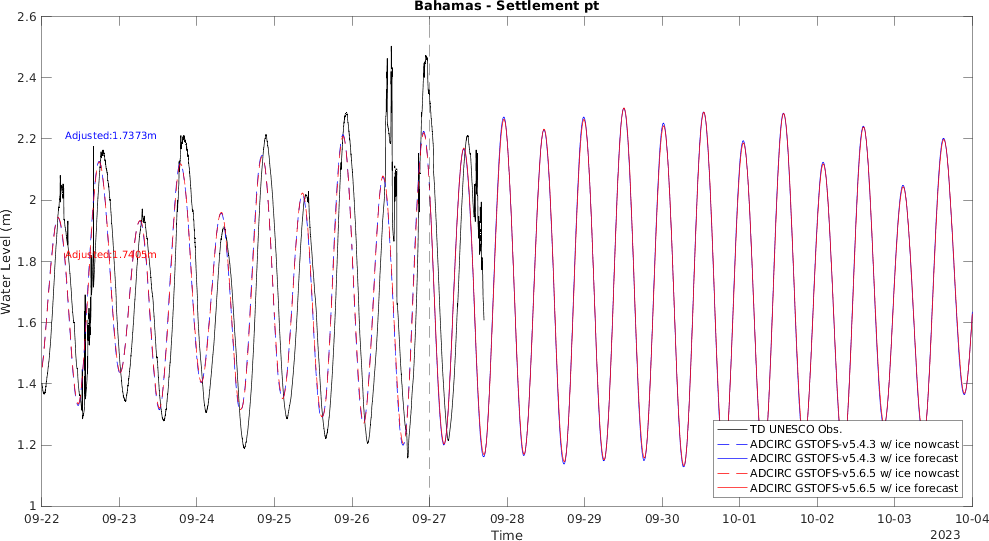 Bahamas - Settlement pt
2.6
2.4
2.2
2
1.8
1.6
1.4
1.2
1
Water Level (m)
Adjusted:1.7373m
Adjusted:1.7405m
TD UNESCO Obs.
ADCIRC GSTOFS-v5.4.3 w/ ice nowcast
ADCIRC GSTOFS-v5.4.3 w/ ice forecast
ADCIRC GSTOFS-v5.6.5 w/ ice nowcast
ADCIRC GSTOFS-v5.6.5 w/ ice forecast
09-22 09-23 09-24 09-25 09-26 09-27 09-28 09-29 09-30 10-01 10-02 10-03 10-04
Time
2023